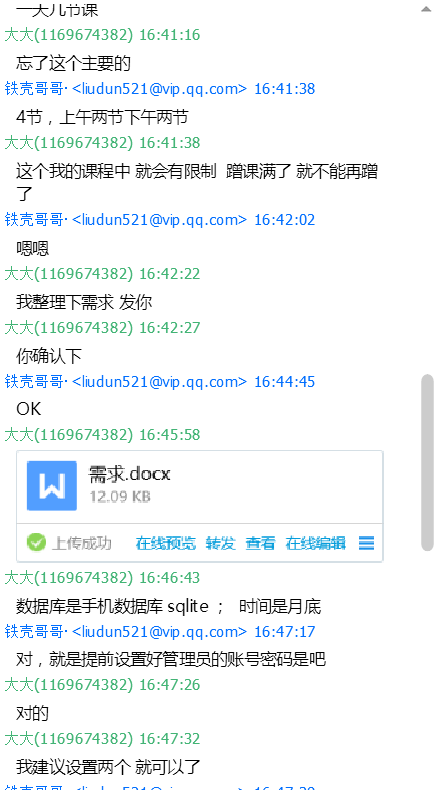 一天几节课
大大(1169674382) 16:41:16
忘了这个主要的
铁壳哥哥· <liudun521@vip.qq.com> 16:41:38
4节，上午两节下午两节
大大(1169674382) 16:41:38
这个我的课程中 就会有限制 蹭课满了 就不能再蹭
了
铁壳哥哥· <liudun521@vip.qq.com> 16:42:02
嗯嗯
大大(1169674382) 16:42:22
我整理下需求 发你
大大(1169674382) 16:42:27
你确认下
铁壳哥哥· <liudun521@vip.qq.com> 16:44:45
OK
大大(1169674382) 16:45:58
需求.docx
12.09 KB
上传成功 在线预览 转发 查看 在线编辑
大大(1169674382) 16:46:43
数据库是手机数据库 sqlite ； 时间是月底
铁壳哥哥· <liudun521@vip.qq.com> 16:47:17
对，就是提前设置好管理员的账号密码是吧
大大(1169674382) 16:47:26
对的
大大(1169674382) 16:47:32
我建议设置两个 就可以了
铁壳哥哥· <liudun521@vip.qq.com>